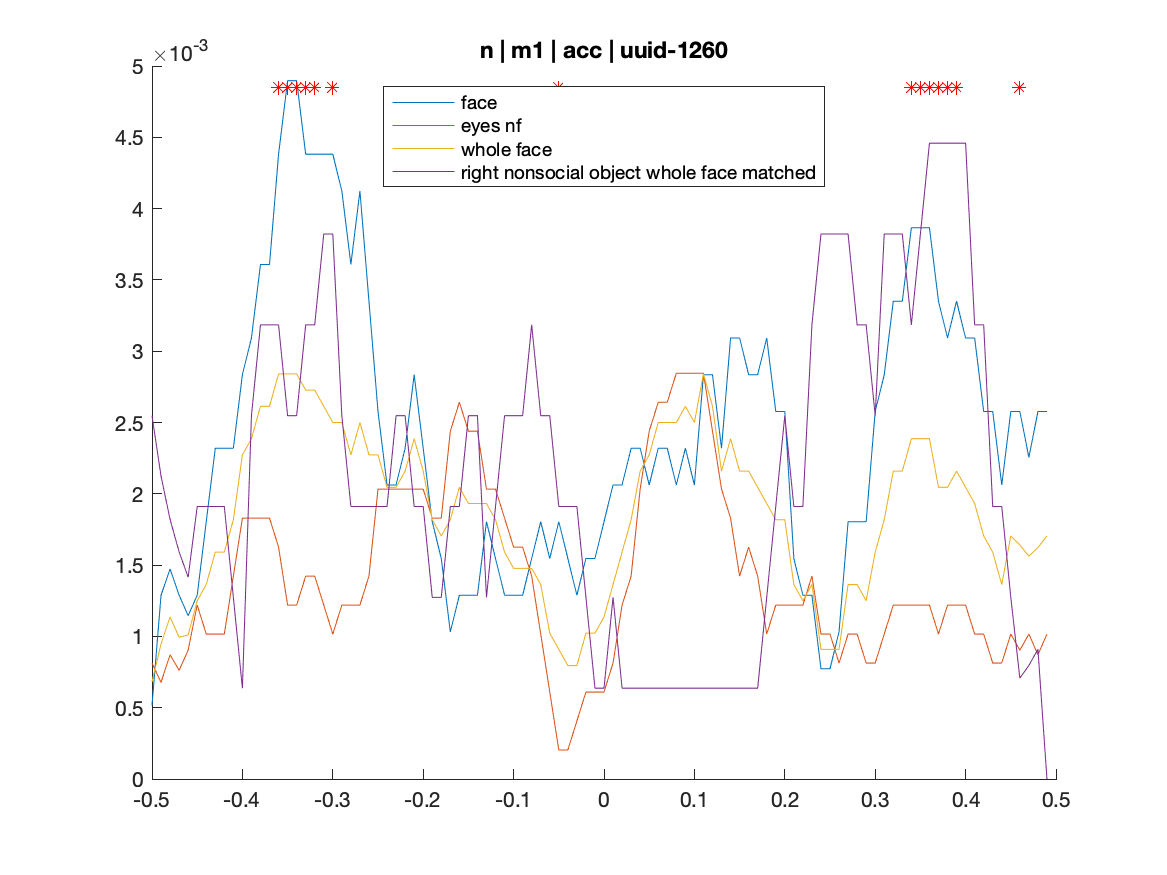 n | m1 | acc | uuid-1260
×10-3
5
4.5
4
3.5
3
2.5
2
1.5
1
0.5
0
face
eyes nf
whole face
right nonsocial object whole face matched
-0.5 -0.4 -0.3 -0.2 -0.1 0 0.1 0.2 0.3 0.4 0.5